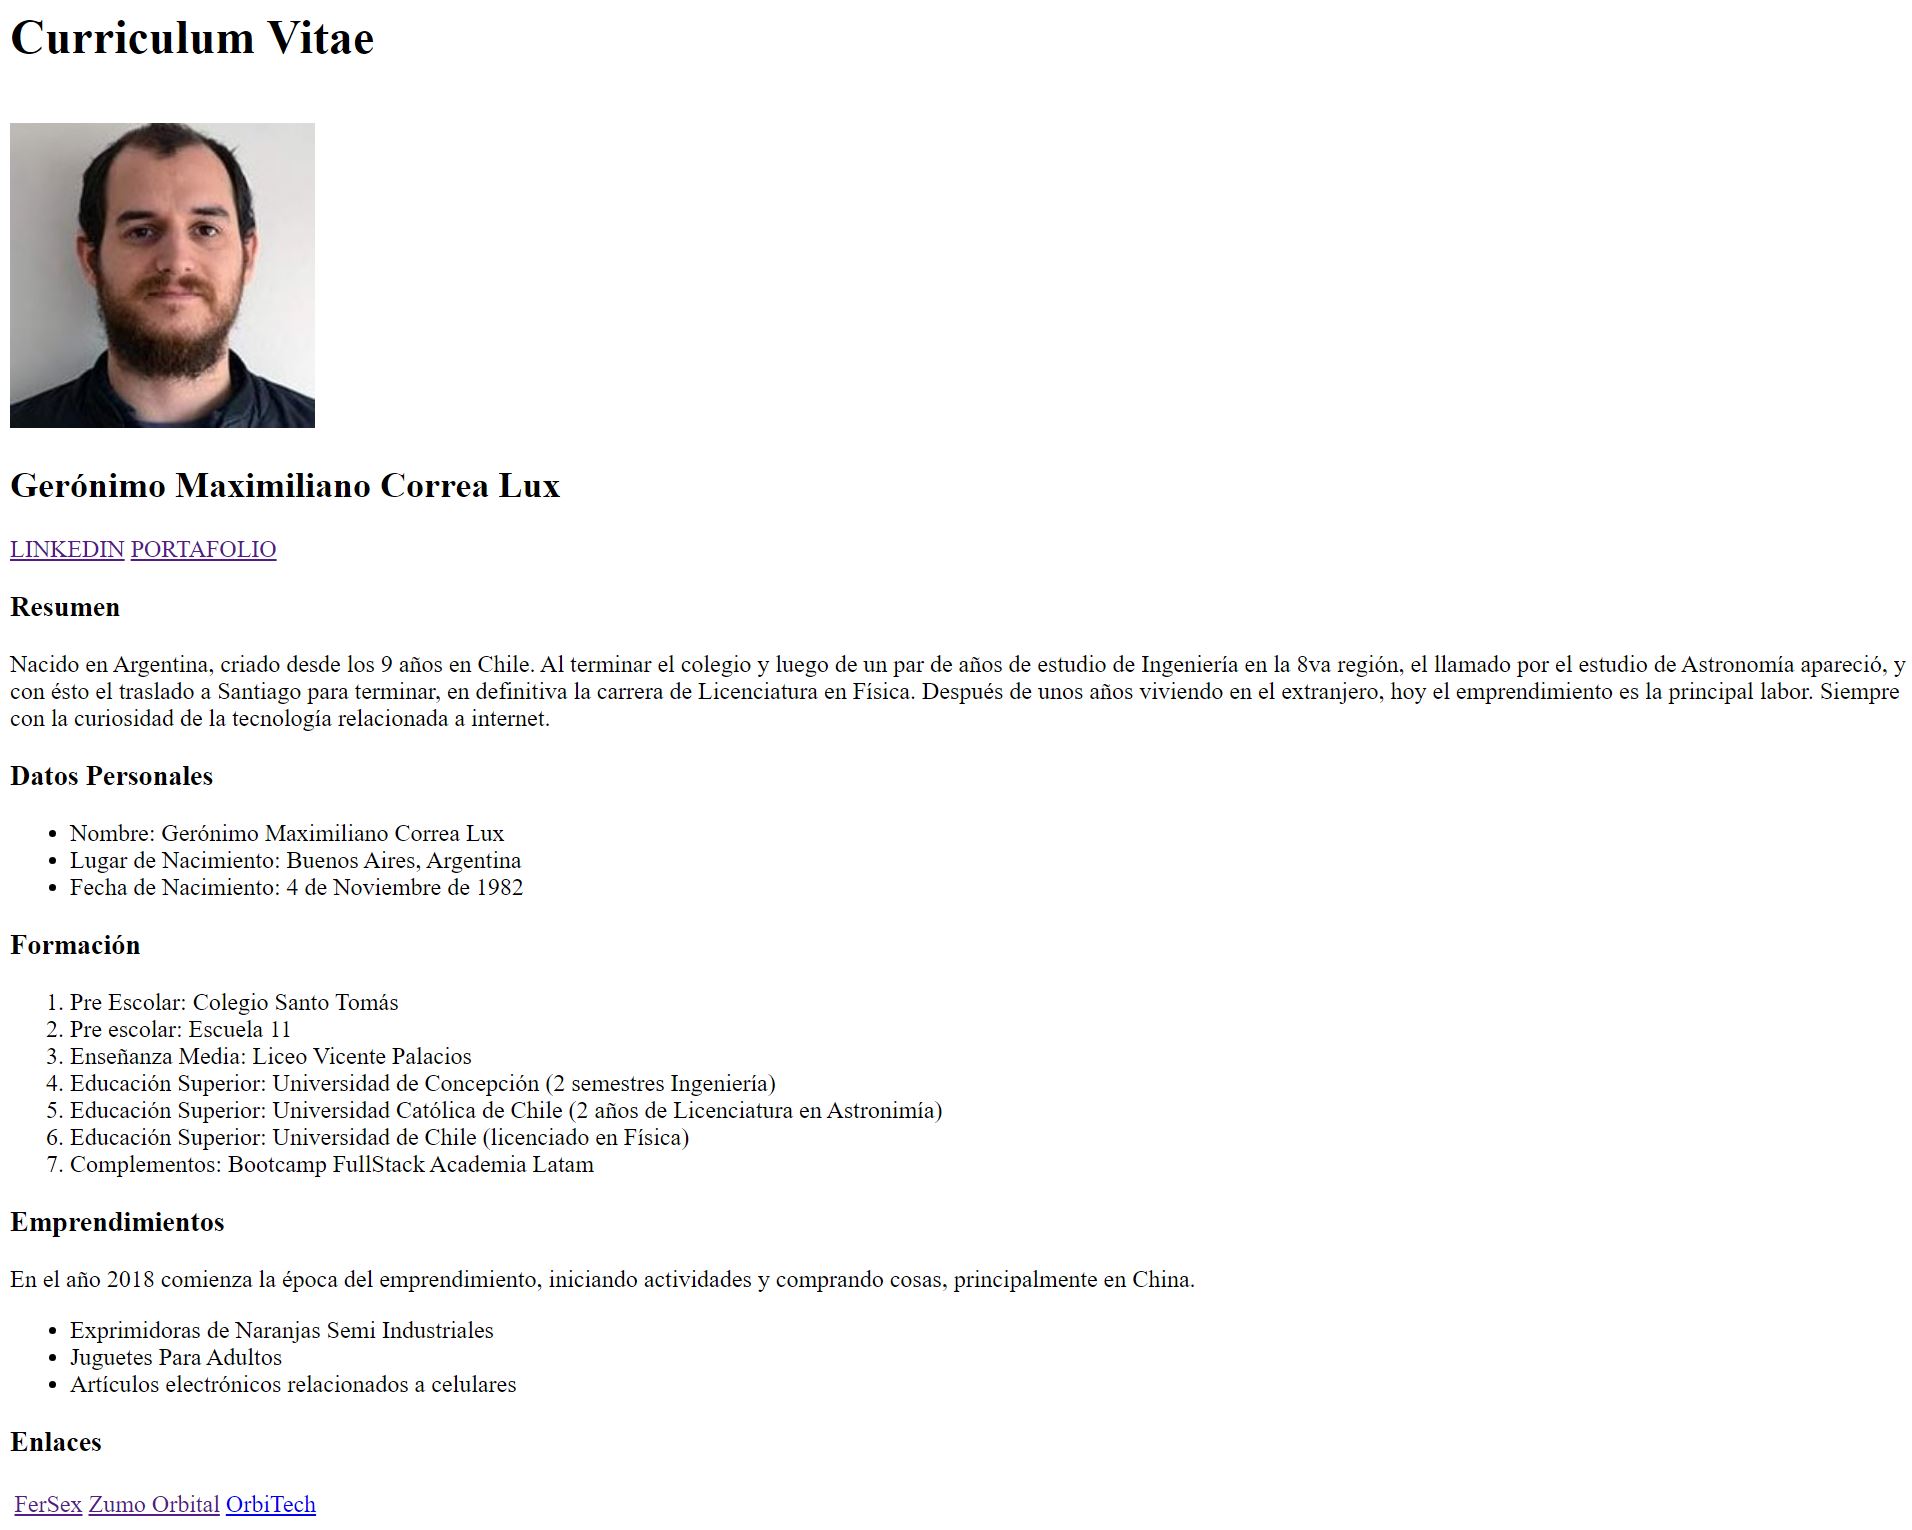 Curriculum Vitae
Gerónimo Maximiliano Correa Lux
LINKEDIN PORTAFOLIO
Resumen
Nacido en Argentina, criado desde los 9 años en Chile. Al terminar el colegio y luego de un par de años de estudio de Ingeniería en la 8va región, el llamado por el estudio de Astronomía apareció, y
con ésto el traslado a Santiago para terminar, en definitiva la carrera de Licenciatura en Física. Después de unos años viviendo en el extranjero, hoy el emprendimiento es la principal labor. Siempre
con la curiosidad de la tecnología relacionada a internet.
Datos Personales
• Nombre: Gerónimo Maximiliano Correa Lux
• Lugar de Nacimiento: Buenos Aires, Argentina
• Fecha de Nacimiento: 4 de Noviembre de 1982
Formación
1. Pre Escolar: Colegio Santo Tomás
2. Pre escolar: Escuela 11
3. Enseñanza Media: Liceo Vicente Palacios
4. Educación Superior: Universidad de Concepción (2 semestres Ingeniería)
5. Educación Superior: Universidad Católica de Chile (2 años de Licenciatura en Astronimía)
6. Educación Superior: Universidad de Chile (licenciado en Física)
7. Complementos: Bootcamp FullStack Academia Latam
Emprendimientos
En el año 2018 comienza la época del emprendimiento, iniciando actividades y comprando cosas, principalmente en China.
• Exprimidoras de Naranjas Semi Industriales
• Juguetes Para Adultos
• Artículos electrónicos relacionados a celulares
Enlaces
FerSex Zumo Orbital OrbiTech